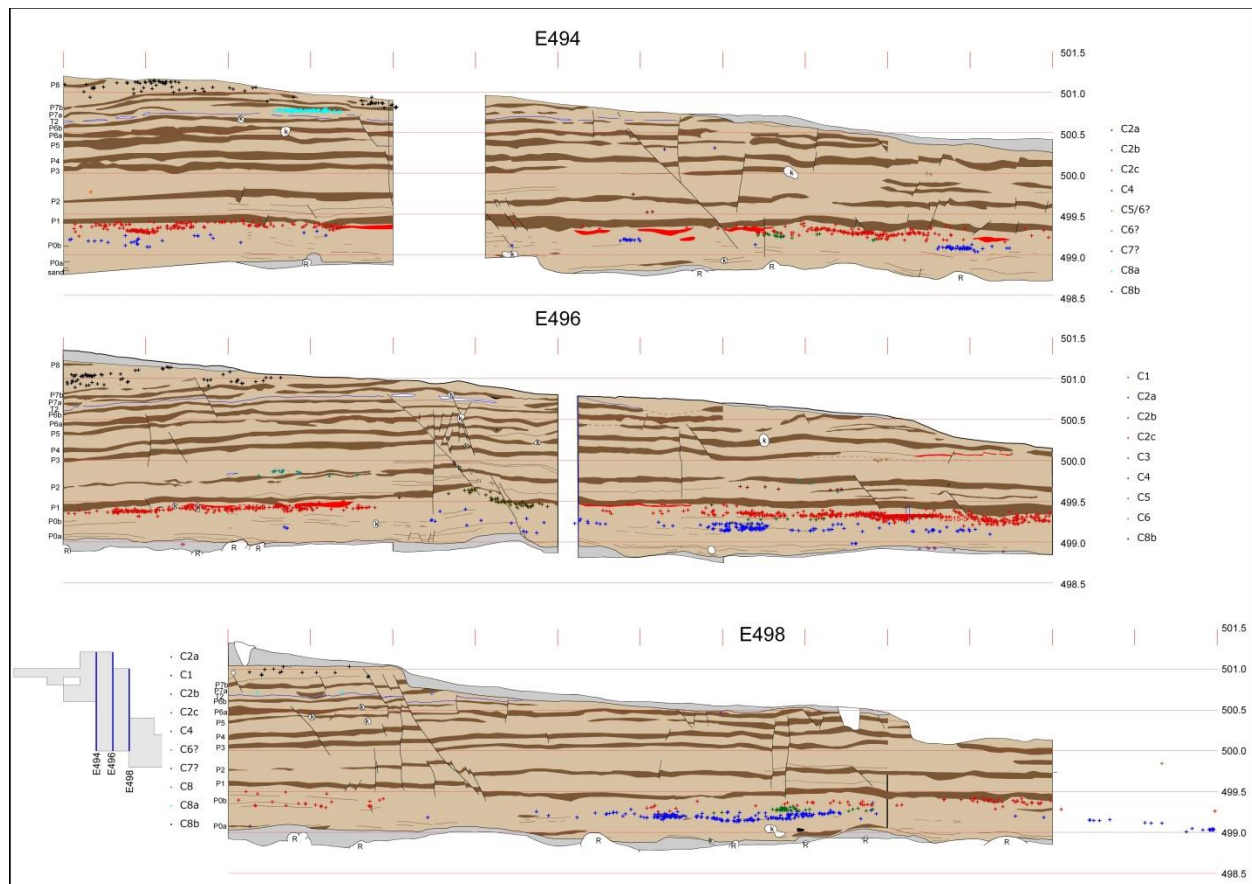 E494
501.5
P8
501.0
P7b
P7a
T2
k
P6b
k
500.5
P6a
P5
P4
P3
k
500.0
P2
P1
499.5
P0b
k
499.0
P0a
sand
R
k
R
R
R
498.5
C2a
C2b
C2c
C4
C5/6?
C6?
C7?
C8a
C8b
E496
501.5
P8
501.0
P7b
k
P7a
T2
P6b
k
500.5
P6a
k
k
P5
k
P4
P3
500.0
P2
P1
k
k
499.5
P0b
k
P0a
499.0
R
R
R
R
498.5
C1
C2a
C2b
C2c
C3
C4
C5
C6
C8b
E498
501.5
501.0
P7b
P7a
T2
P6b
k
500.5
P6a
k
k
P5
P4
P3
500.0
P2
P1
499.5
P0b
k
P0a
499.0
R
R
R
k
R
R
R
R
498.5
C2a
C1
C2b
C2c
C4
C6?
C7?
C8
C8a
C8b
E494
E496
E498